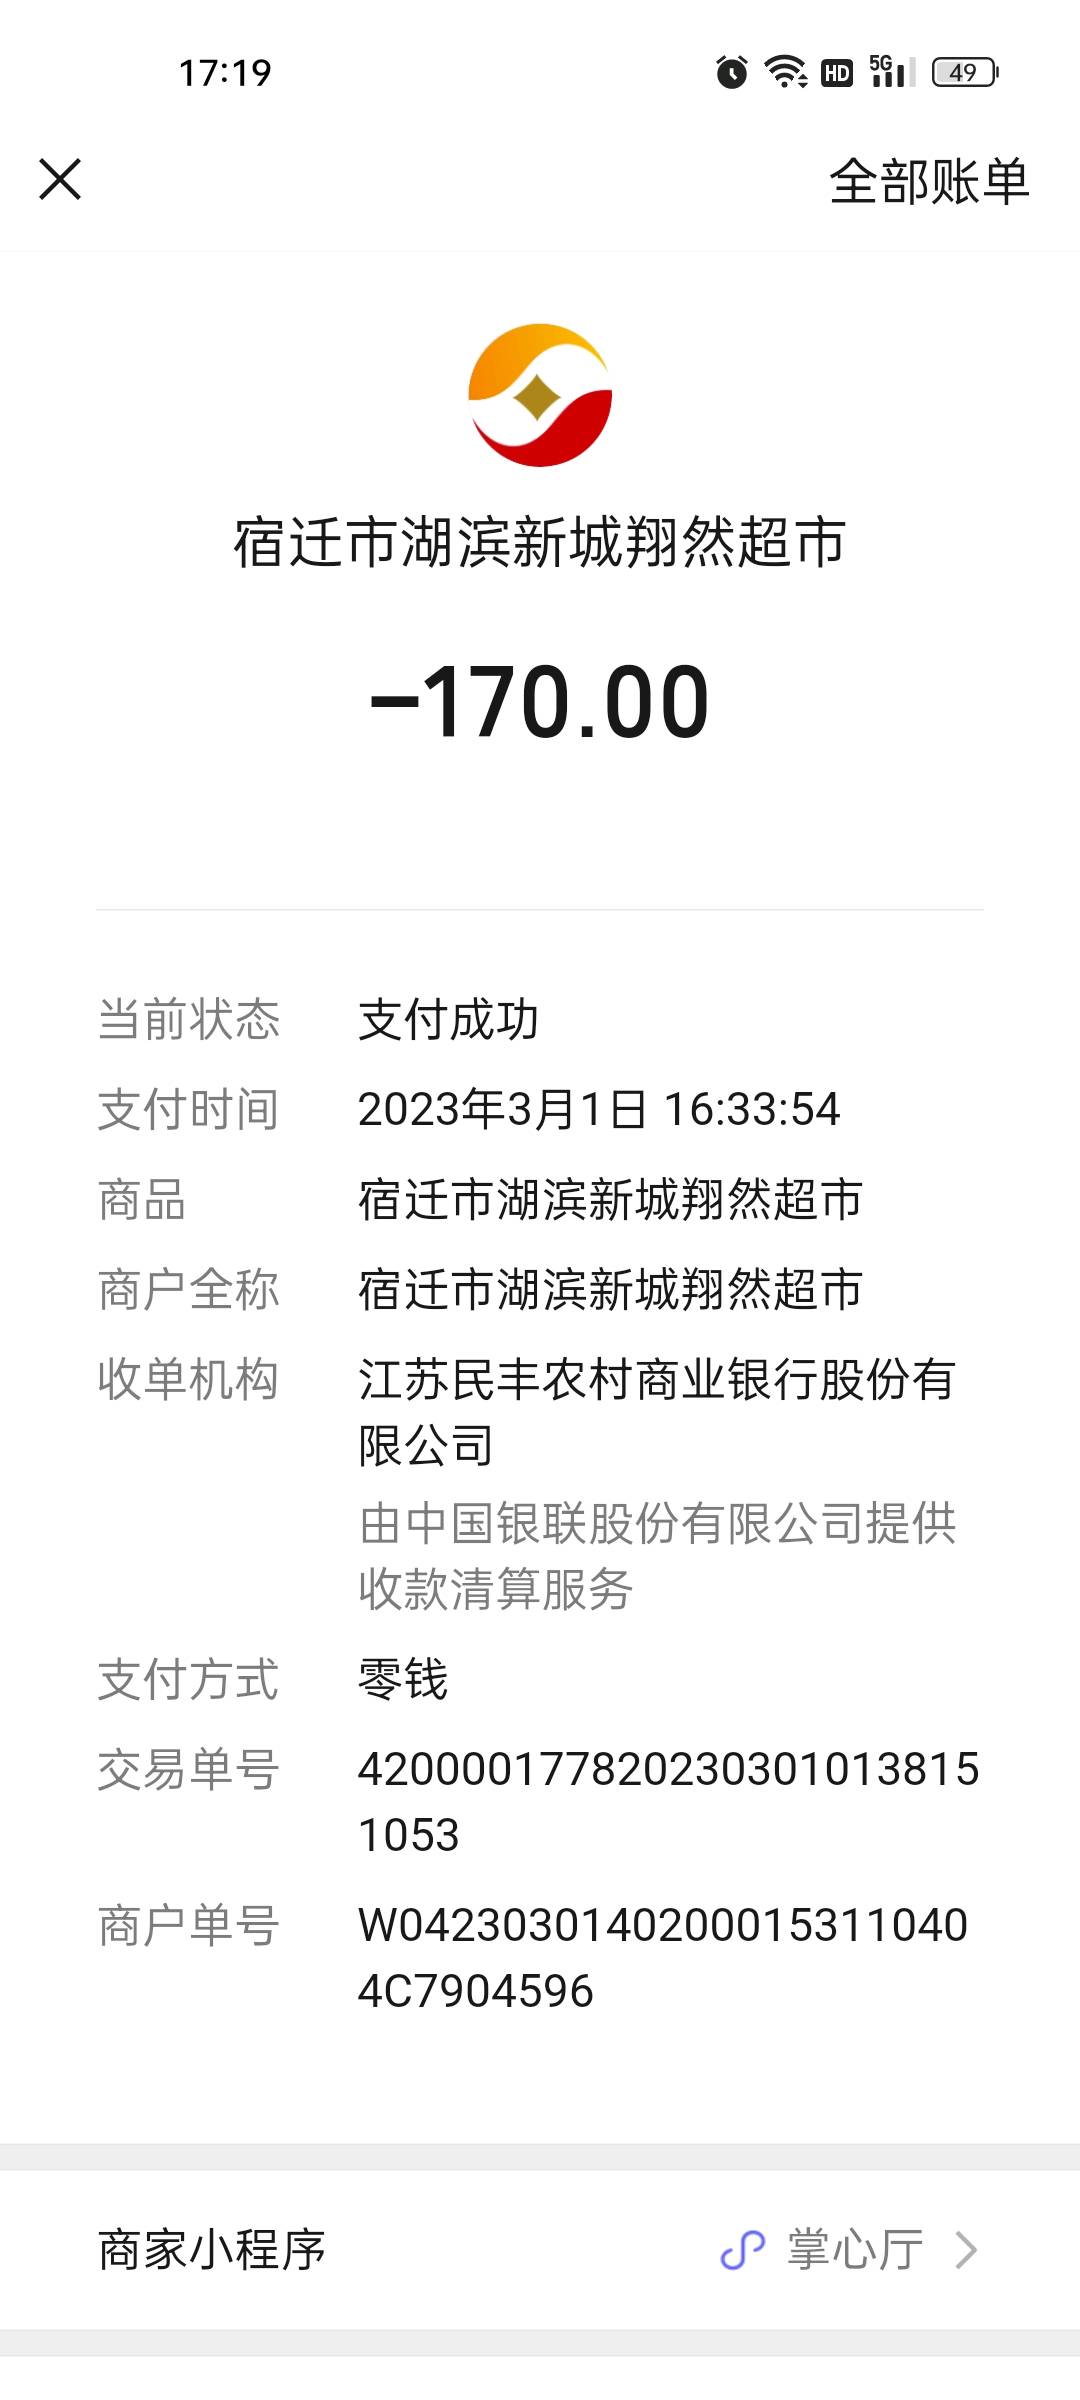 17:19
HD 5G 49
全部账单
宿迁市湖滨新城翔然超市
-170.00
当前状态 支付成功
支付时间 2023年3月1日 16:33:54
商品 宿迁市湖滨新城翔然超市
商户全称 宿迁市湖滨新城翔然超市
收单机构 江苏民丰农村商业银行股份有
限公司
由中国银联股份有限公司提供
收款清算服务
支付方式 零钱
交易单号 420000177820230301013815
1053
商户单号 W0423030140200015311040
4C7904596
商家小程序 掌心厅